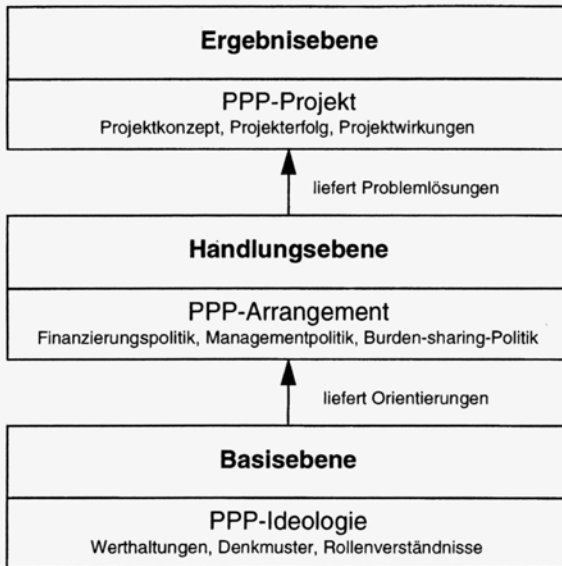 Ergebnisebene
PPP-Projekt
Projektkonzept, Projekterfolg, Projektwirkungen
liefert Problemlösungen
Handlungsebene
PPP-Arrangement
Finanzierungspolitik, Managementpolitik, Burden-sharing-Politik
liefert Orientierungen
Basisebene
PPP-Ideologie
Werthaltungen, Denkmuster, Rollenverständnisse